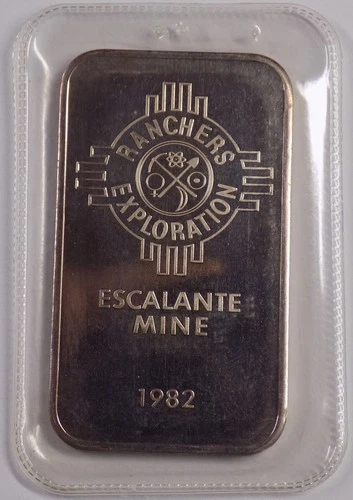 RANCHERS
EXPLORATION
ESCALANTE
MINE
1982